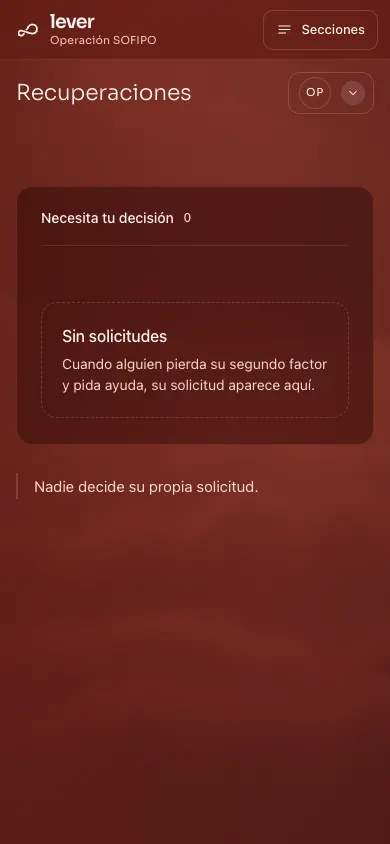 lever
Operación SOFIPO
Secciones
Recuperaciones
OP
Necesita tu decisión 0
Sin solicitudes
Cuando alguien pierda su segundo factor
y pida ayuda, su solicitud aparece aquí.
Nadie decide su propia solicitud.